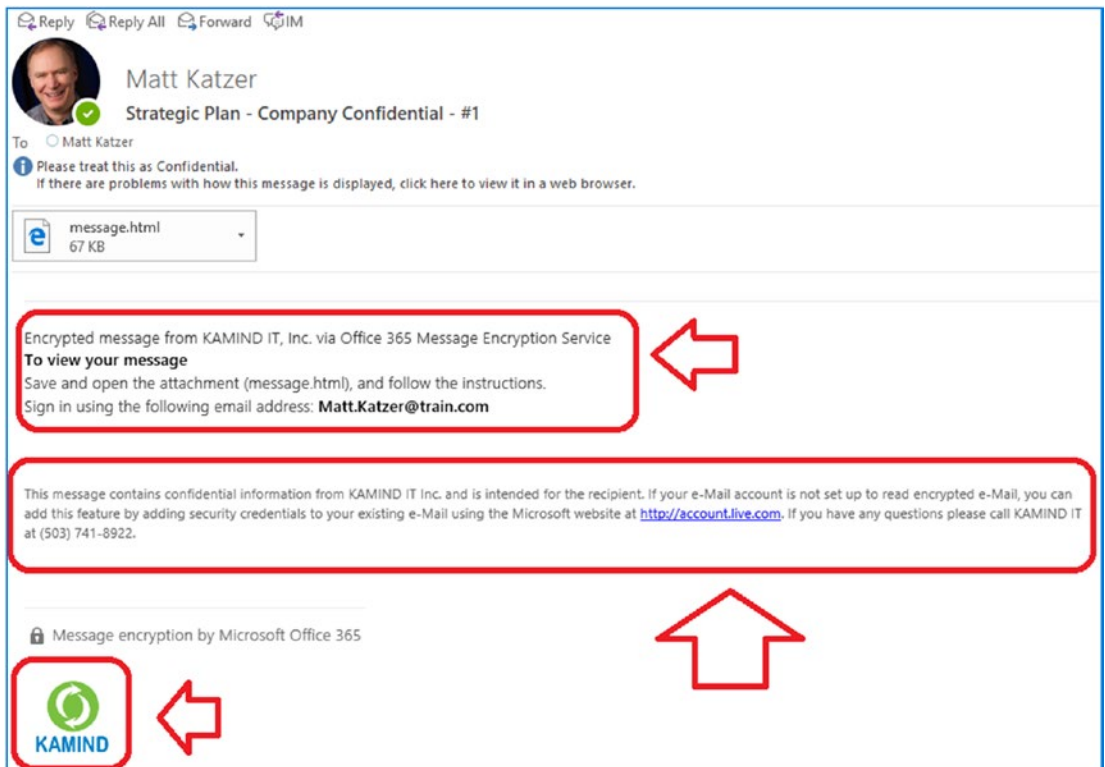 Reply Reply All Forward IM
Matt Katzer
Strategic Plan - Company Confidential - #1
To Matt Katzer
Please treat this as Confidential.
If there are problems with how this message is displayed, click here to view it in a web browser.
message.html
67 KB
Encrypted message from KAMIND IT, Inc. via Office 365 Message Encryption Service
To view your message
Save and open the attachment (message.html), and follow the instructions.
Sign in using the following email address: Matt.Katzer@train.com
This message contains confidential information from KAMIND IT Inc. and is intended for the recipient. If your e-Mail account is not set up to read encrypted e-Mail, you can
add this feature by adding security credentials to your existing e-Mail using the Microsoft website at http://account.live.com. If you have any questions please call KAMIND IT
at (503) 741-8922.
Message encryption by Microsoft Office 365
KAMIND